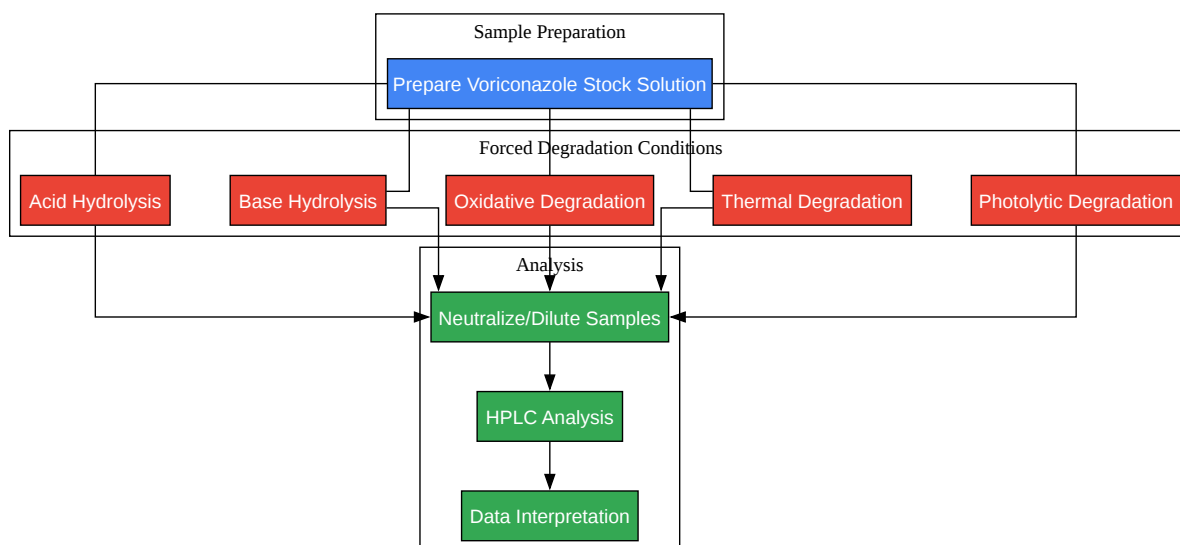 Sample Preparation
Prepare Voriconazole Stock Solution
Forced Degradation Conditions
Acid Hydrolysis
Base Hydrolysis
Oxidative Degradation
Thermal Degradation
Photolytic Degradation
Analysis
Neutralize/Dilute Samples
HPLC Analysis
Data Interpretation